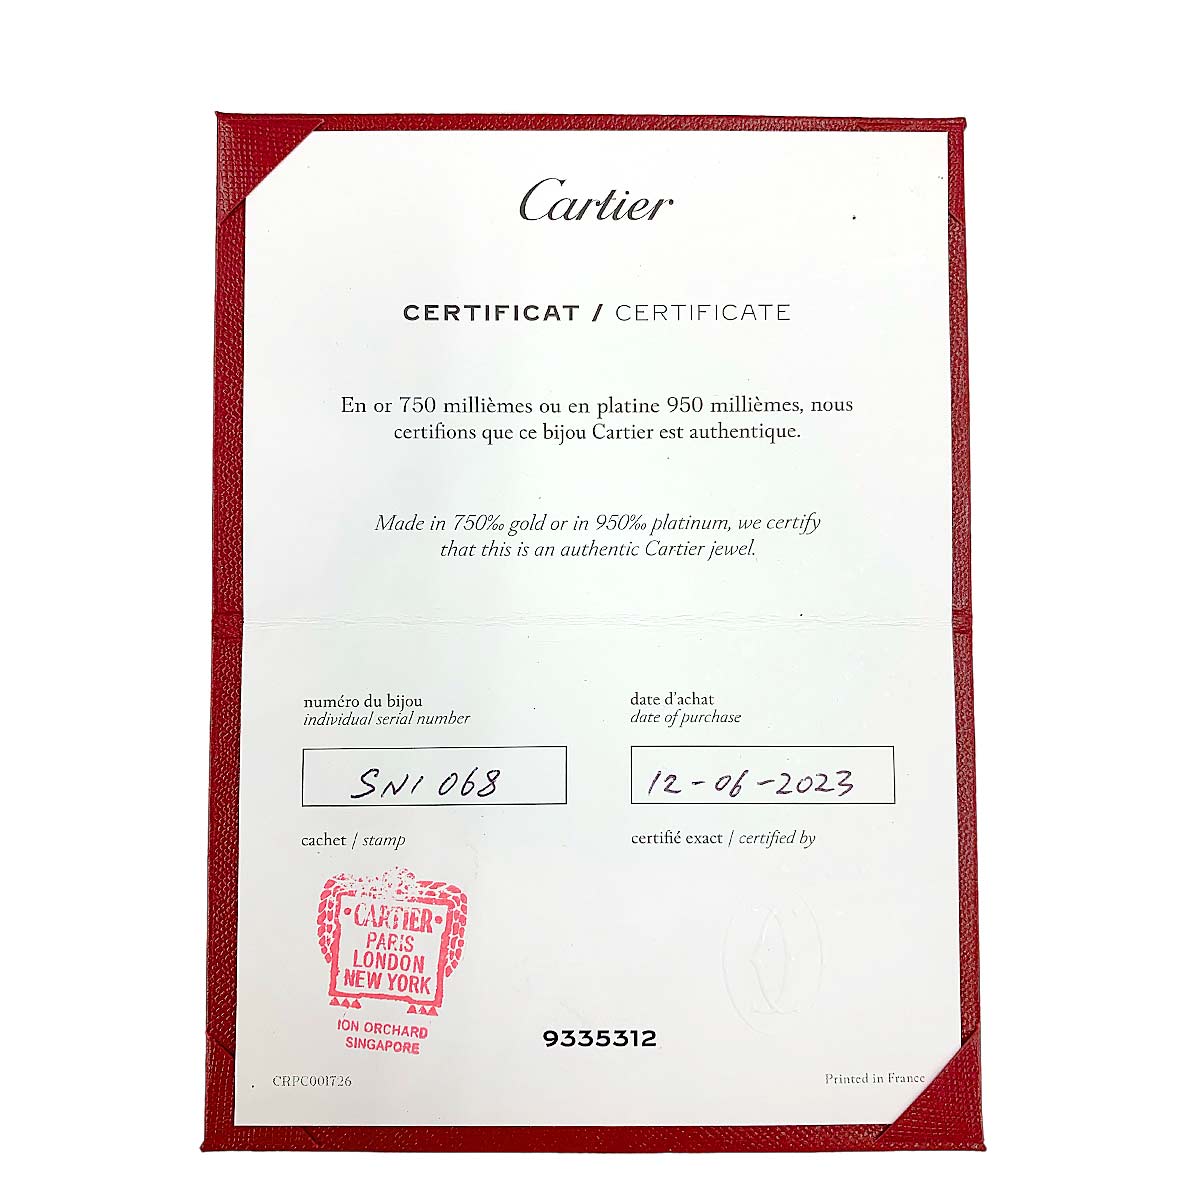 Cartier
CERTIFICAT / CERTIFICATE
En or 750 millièmes ou en platine 950 millièmes, nous
certifions que ce bijou Cartier est authentique.
Made in 750‰ gold or in 950‰ platinum, we certify
that this is an authentic Cartier jewel.
numéro du bijou
individual serial number
SN1068
date d'achat
date of purchase
12-06-2023
cachet / stamp
certifié exact / certified by
·CARTIER·
PARIS
LONDON
NEW YORK
ION ORCHARD
SINGAPORE
9335312
CRPC001726
Printed in France